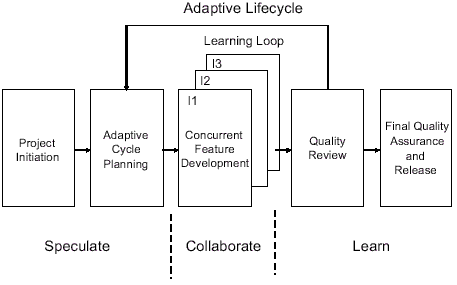 Adaptive Lifecycle
Learning Loop
I3
I2
I1
Project
Initiation
Adaptive
Cycle
Planning
Concurrent
Feature
Development
Quality
Review
Final Quality
Assurance
and
Release
Speculate
Collaborate
Learn